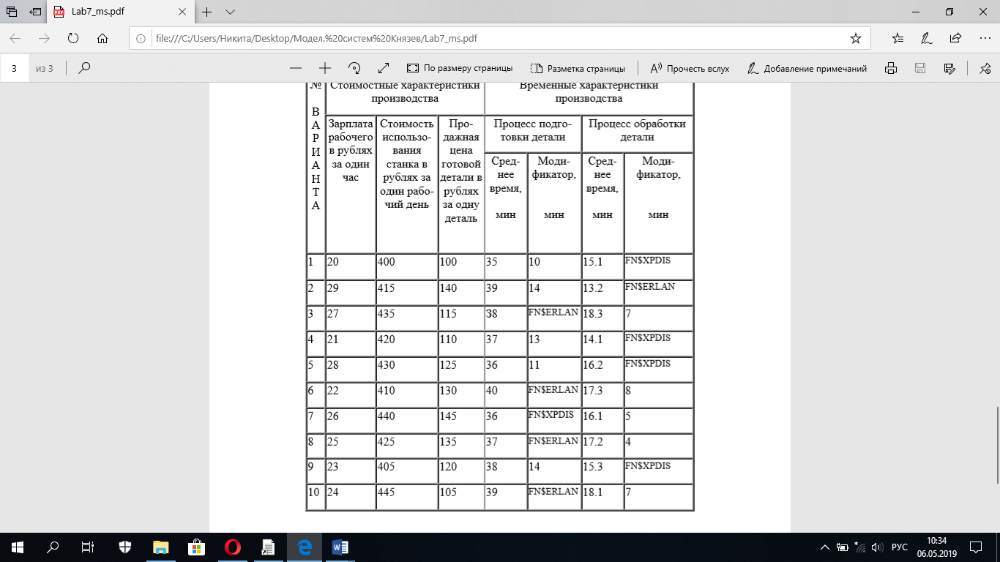 Lab7_ms.pdf
file:///C:/Users/Никита/Desktop/Модел.%20систем%20Князев/Lab7_ms.pdf
3 из 3 По размеру страницы Разметка страницы Прочесть вслух Добавление примечаний
№ Стоимостные характеристики Временные характеристики
производства производства
В
А
Р
И
А
Н
Т
А
Зарплата
рабочего
в рублях
за один
час
Стоимость
использо-
вания
станка в
рублях за
один рабо-
чий день
Про-
дажная
цена
готовой
детали в
рублях
за одну
деталь
Процесс подго-
товки детали
Процесс обработки
детали
Сред-
нее
время,
мин
Моди-
фикатор,
мин
Сред-
нее
время,
мин
Моди-
фикатор,
мин
1 20 400 100 35 10 15.1 FN$XPDIS
2 29 415 140 39 14 13.2 FN$ERLAN
3 27 435 115 38 FN$ERLAN 18.3 7
4 21 420 110 37 13 14.1 FN$XPDIS
5 28 430 125 36 11 16.2 FN$XPDIS
6 22 410 130 40 FN$ERLAN 17.3 8
7 26 440 145 36 FN$XPDIS 16.1 5
8 25 425 135 37 FN$ERLAN 17.2 4
9 23 405 120 38 14 15.3 FN$XPDIS
10 24 445 105 39 FN$ERLAN 18.1 7
РУС
10:34
06.05.2019